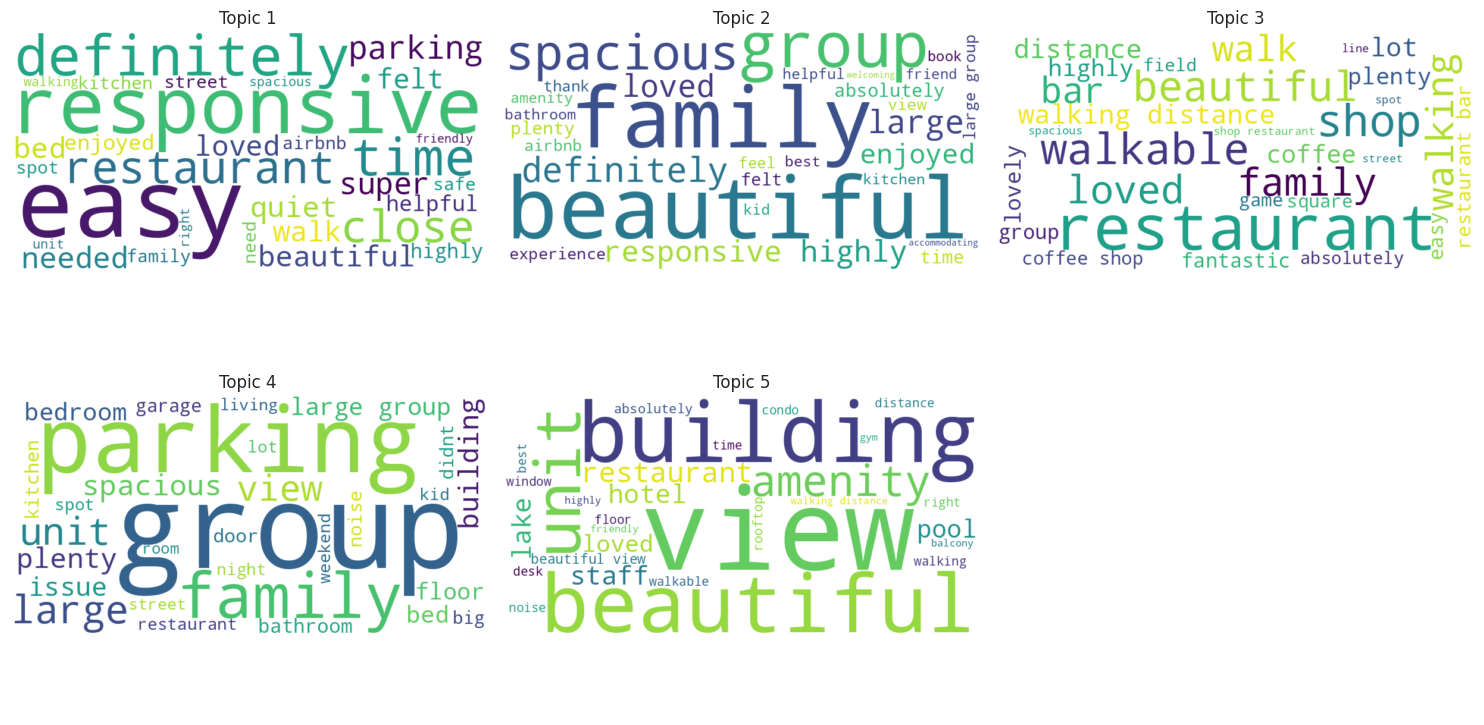 Topic 1
definitely parking
walking kitchen street spacious felt
responsive
bed enjoyed loved airbnb friendly
spot restaurant time
easy super safe
quiet helpful
right need walk close
unit beautiful highly
needed family
Topic 2
spacious group book
thank loved helpful welcoming friend
amenity absolutely large group
bathroom family view
plenty large
airbnb definitely feel best enjoyed
felt kitchen
beautiful
kid
experience responsive highly accommodating
time
Topic 3
distance walk line lot
highly field plenty
bar beautiful spot
walking distance shop walking
spacious shop restaurant
walkable coffee street restaurant bar
lovely loved family
game square
group restaurant easy
coffee shop fantastic absolutely
Topic 4
bedroom garage living large group
parking building
lot didnt
kitchen spacious view
spot kid
unit group noise
door weekend
plenty room
issue night
large street family floor
restaurant bathroom bed big
Topic 5
absolutely condo distance
building gym
unit time
best restaurant amenity
window hotel walking distance right
highly view
lake floor rooftop pool
friendly balcony
loved
beautiful view walking
desk staff walkable
noise beautiful